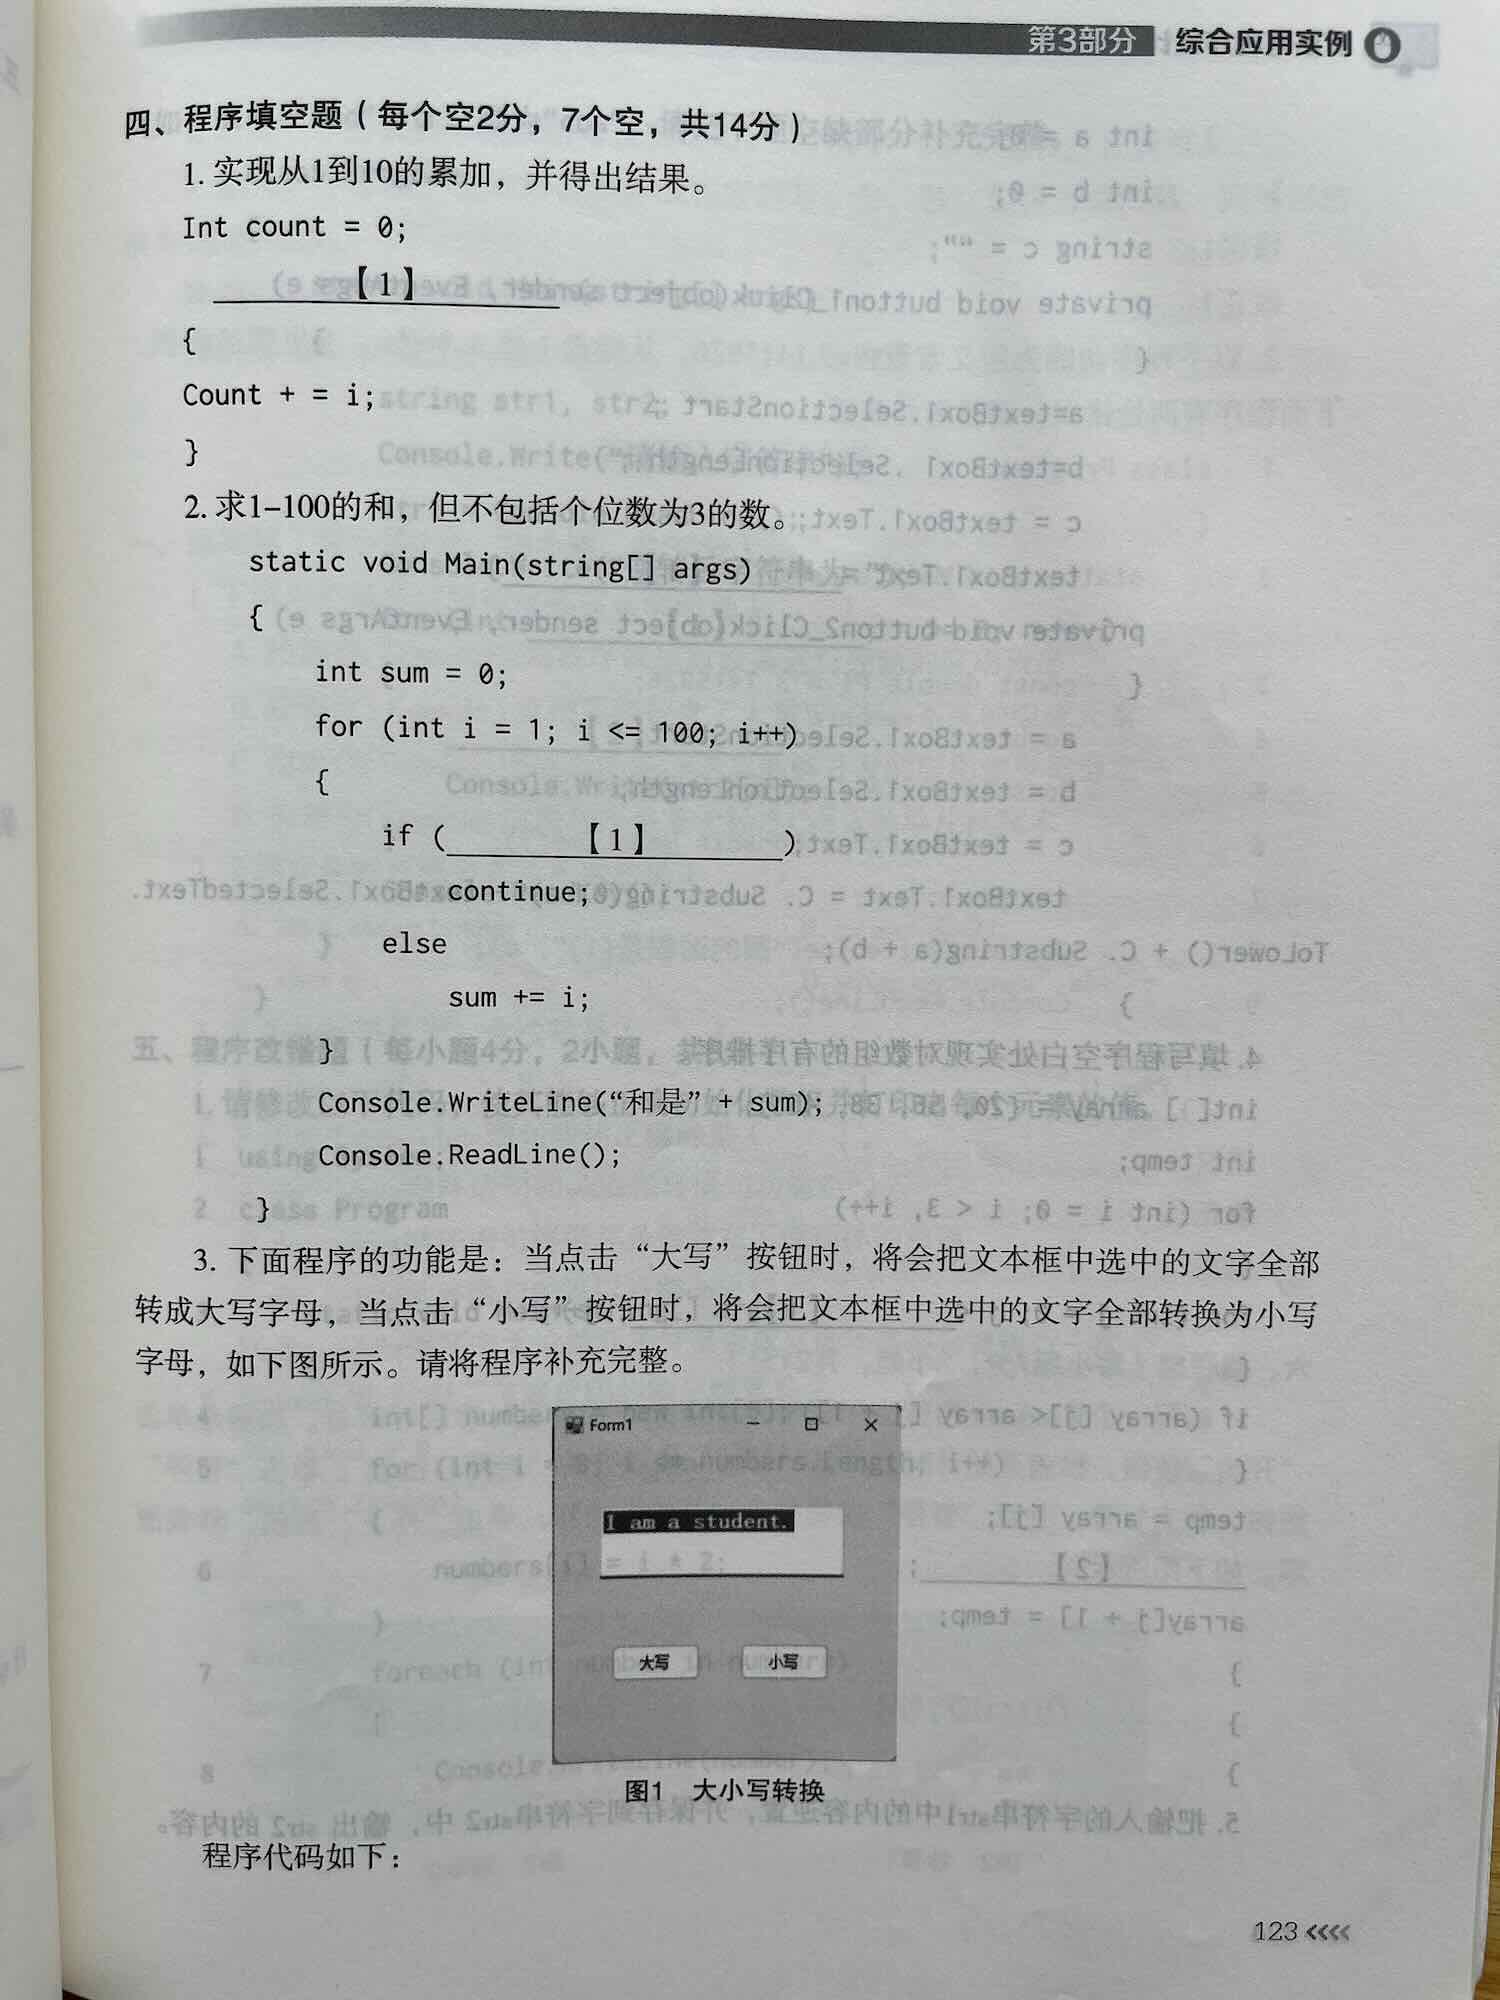 第3部分 综合应用实例
四、程序填空题（每个空2分，7个空，共14分）
1. 实现从1到10的累加，并得出结果。
Int count = 0;
【1】
{
Count + = i;
}
2. 求1-100的和，但不包括个位数为3的数。
static void Main(string[] args)
{
int sum = 0;
for (int i = 1; i <= 100; i++)
{
if (【1】)
continue;
else
sum += i;
}
Console.WriteLine(“和是” + sum);
Console.ReadLine();
}
3. 下面程序的功能是：当点击“大写”按钮时，将会把文本框中选中的文字全部
转成大写字母，当点击“小写”按钮时，将会把文本框中选中的文字全部转换为小写
字母，如下图所示。请将程序补充完整。
Form1
I am a student.
大写 小写
图1 大小写转换
程序代码如下：
123